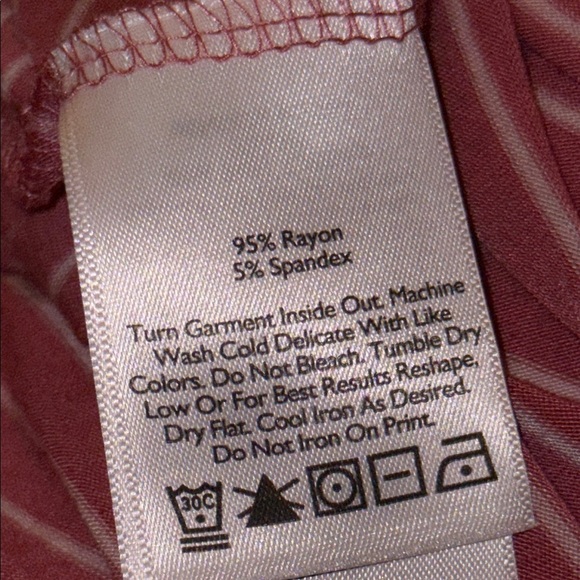 95% Rayon
5% Spandex
Turn Garment Inside Out. Machine
Wash Cold Delicate With Like
Colors. Do Not Bleach. Tumble Dry
Low Or For Best Results Reshape,
Dry Flat. Cool Iron As Desired.
Do Not Iron On Print.
30C